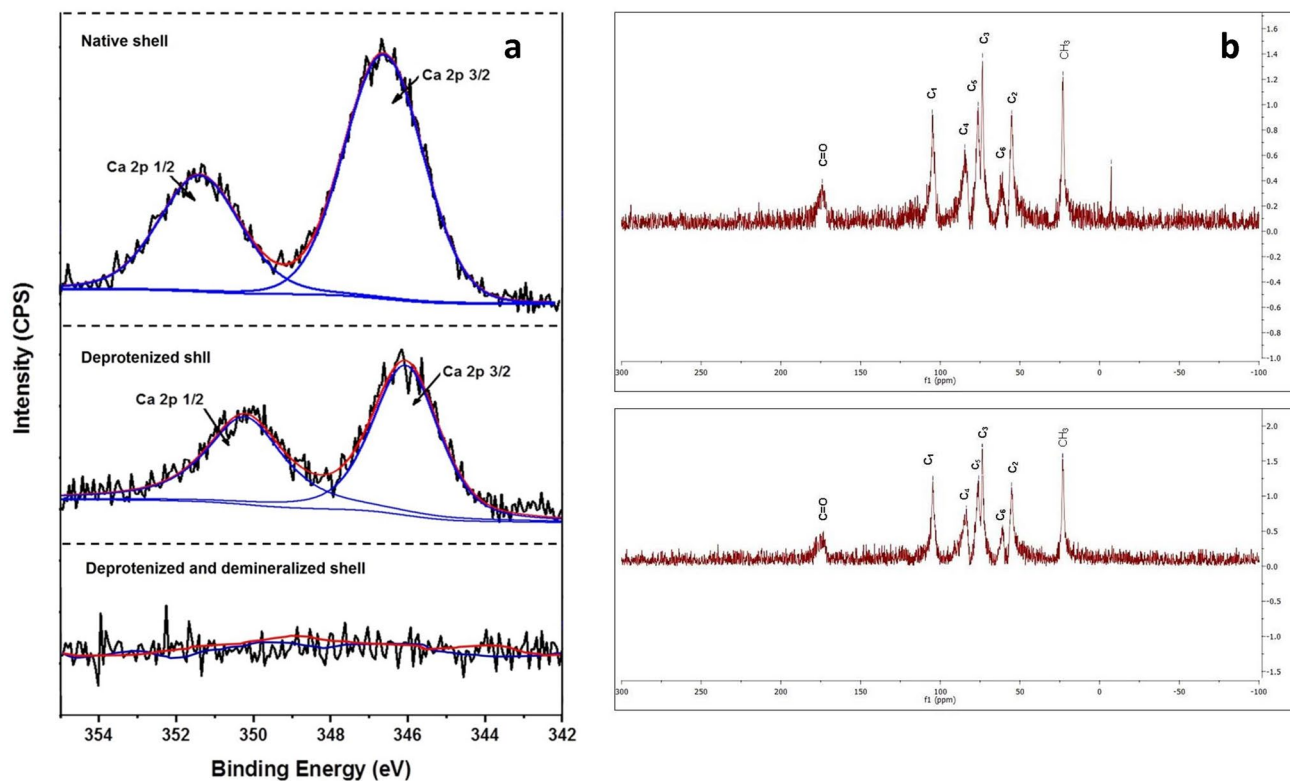 a
Native shell
Ca 2p 3/2
Ca 2p 1/2
Deprotenized shll
Ca 2p 3/2
Ca 2p 1/2
Deprotenized and demineralized shell
Intensity (CPS)
354 352 350 348 346 344 342
Binding Energy (eV)
b
C=O C₁ C₄ C₅ C₃ C₆ C₂ CH₃
1.6
1.4
1.2
1.0
0.8
0.6
0.4
0.2
0.0
-0.2
-0.4
-0.6
-0.8
-1.0
300 250 200 150 100 50 0 -50 -100
f1 (ppm)
C=O C₁ C₄ C₅ C₃ C₆ C₂ CH₃
2.0
1.5
1.0
0.5
0.0
-0.5
-1.0
-1.5
300 250 200 150 100 50 0 -50 -100
f1 (ppm)